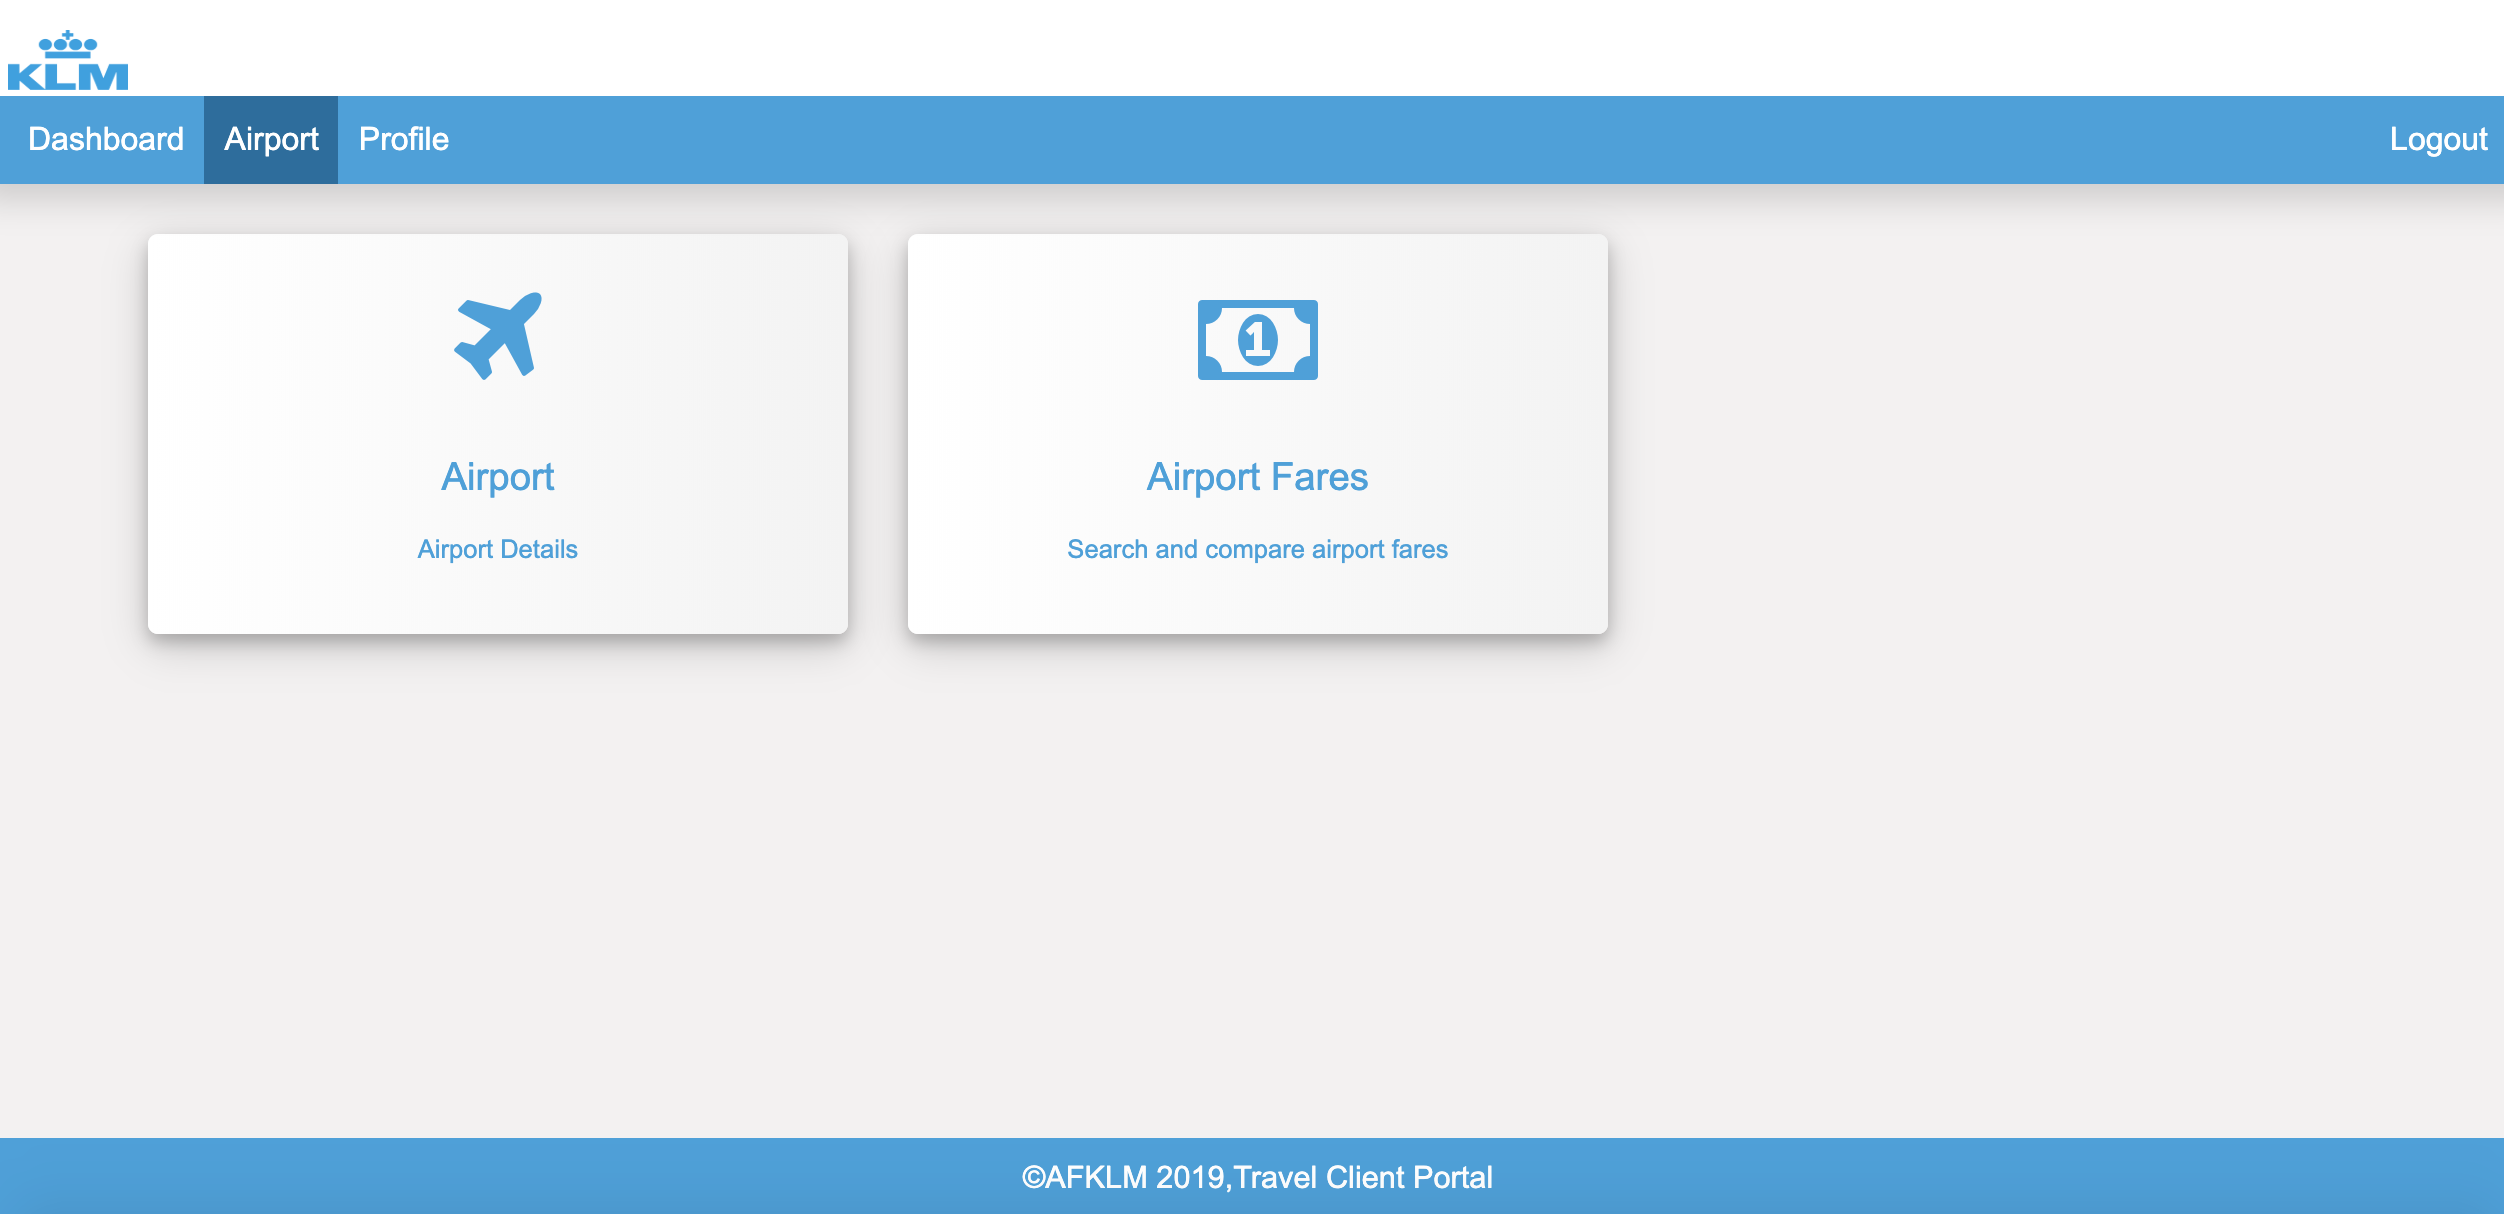 KLM
Dashboard Airport Profile Logout
1
Airport
Airport Details
Airport Fares
Search and compare airport fares
©AFKLM 2019,Travel Client Portal